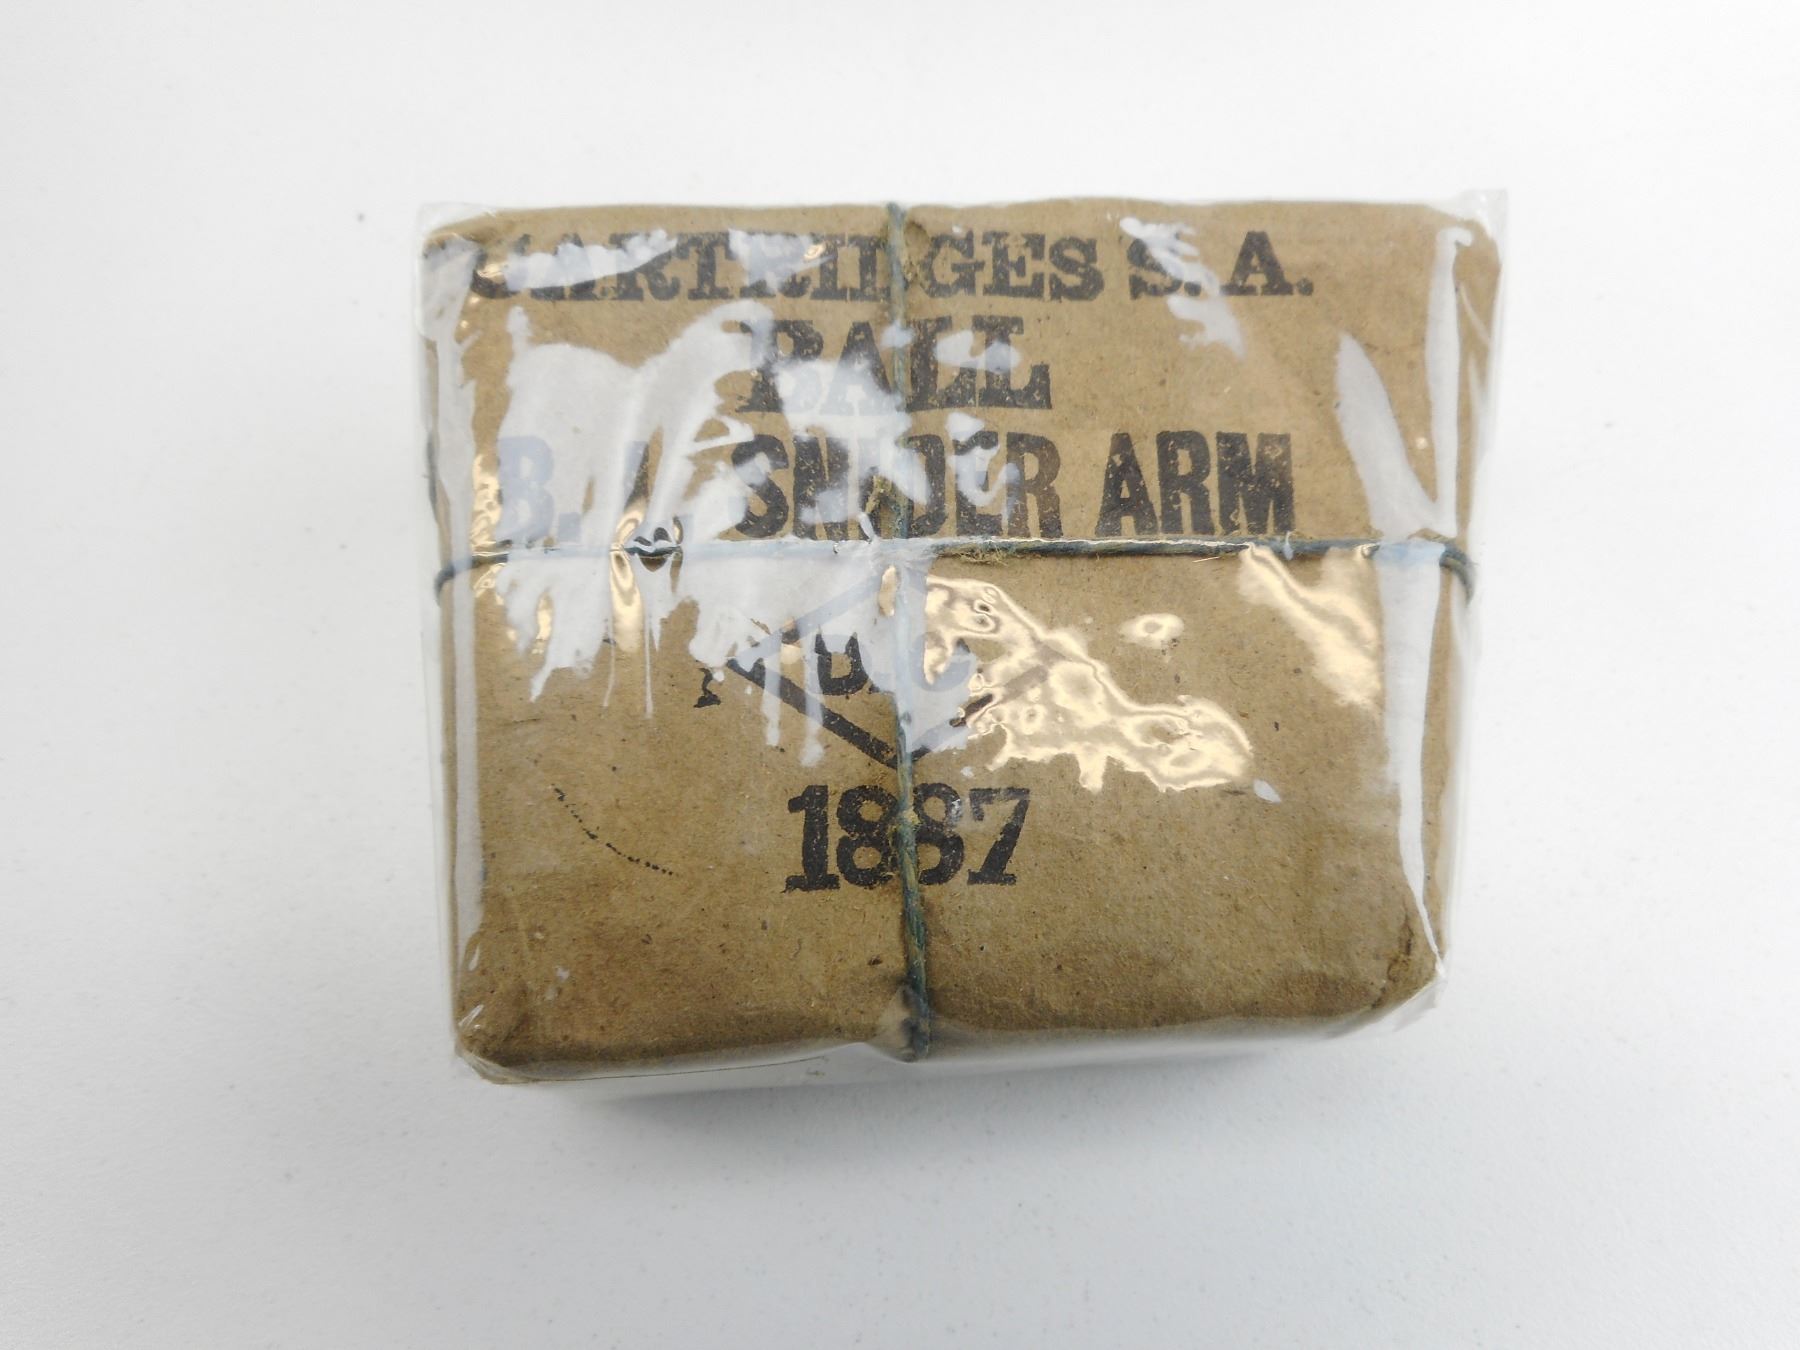 CARTRIDGES S. A.
BALL
B. L. SNIDER ARM
D. C
1887